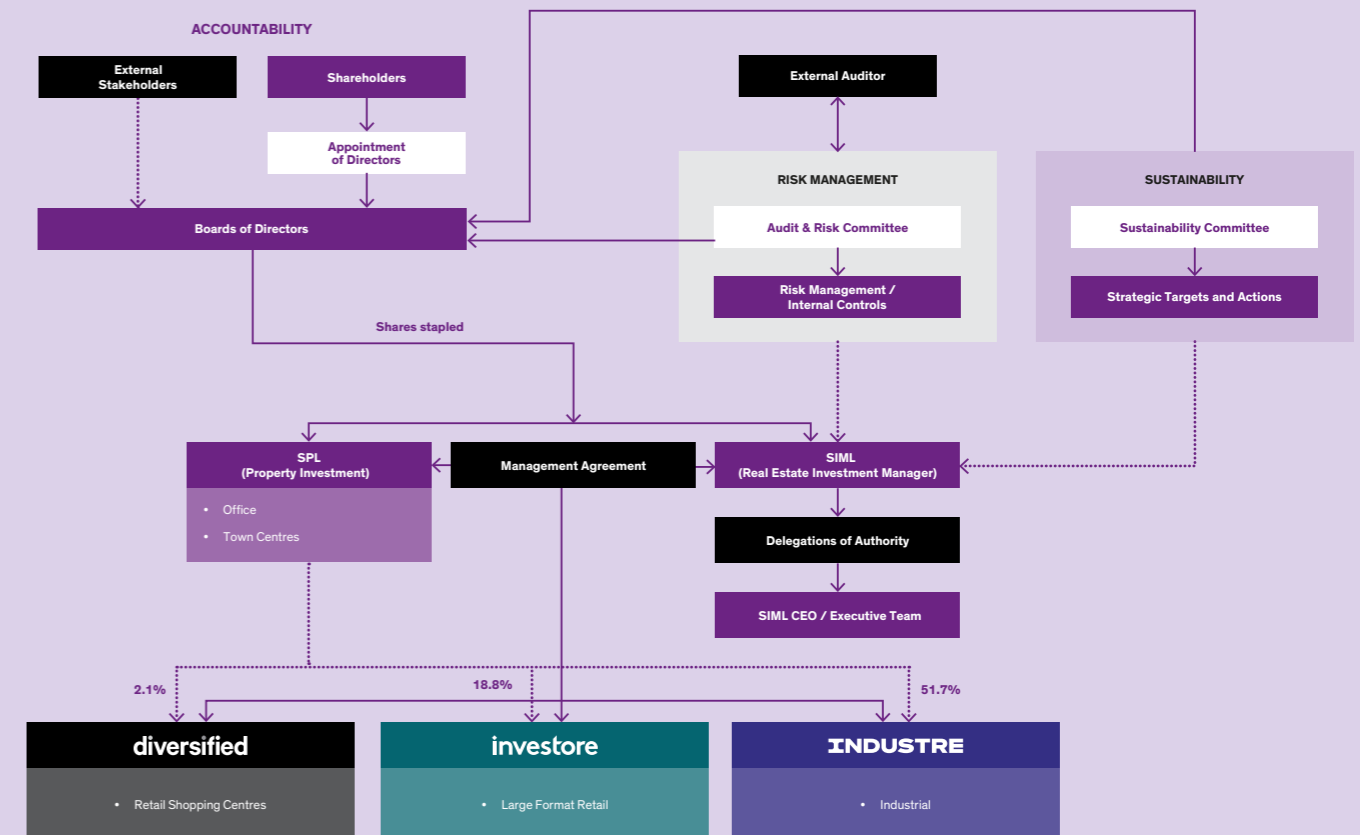 ACCOUNTABILITY
External
Stakeholders
Shareholders
External Auditor
Appointment
of Directors
RISK MANAGEMENT
SUSTAINABILITY
Boards of Directors
Audit & Risk Committee
Sustainability Committee
Risk Management /
Internal Controls
Strategic Targets and Actions
Shares stapled
SPL
(Property Investment)
Management Agreement
SIML
(Real Estate Investment Manager)
• Office
• Town Centres
Delegations of Authority
SIML CEO / Executive Team
2.1%
18.8%
51.7%
diversified
investore
INDUSTRE
• Retail Shopping Centres
• Large Format Retail
• Industrial